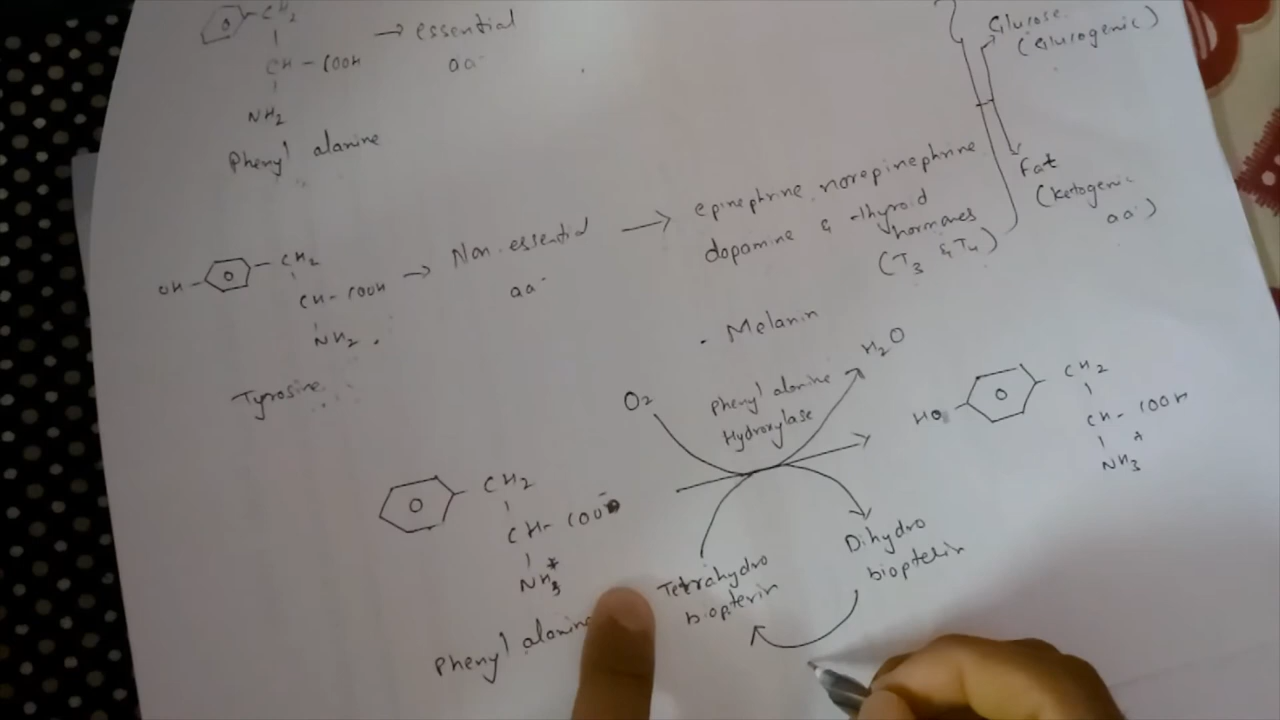 CH2
CH - COOH
NH2
Phenyl alanine
→ essential
aa
Glucose
(Glucogenic)
Fat
(Ketogenic
aa)
OH
CH2
CH - COOH
NH2
Tyrosine
→ Non essential
aa
→ epinephrine, norepinephrine
dopamine & thyroid
hormones
(T3 & T4)
. Melanin
O2
Phenyl alanine
Hydroxylase
H2O
CH2
CH - COO-
NH3+
Phenyl alanine
Tetrahydro
biopterin
Dihydro
biopterin
HO
CH2
CH - COOH
NH3